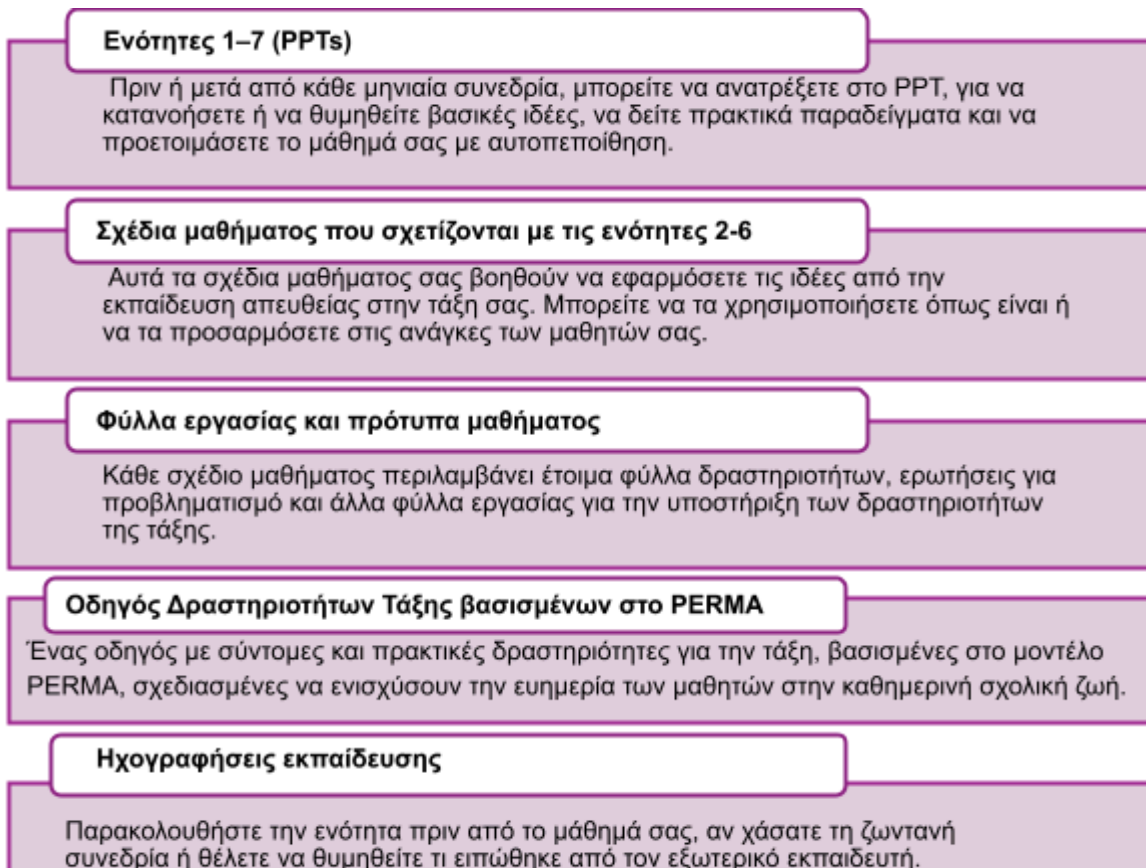 Ενότητες 1–7 (PPTs)
Πριν ή μετά από κάθε μηνιαία συνεδρία, μπορείτε να ανατρέξετε στο PPT, για να
κατανοήσετε ή να θυμηθείτε βασικές ιδέες, να δείτε πρακτικά παραδείγματα και να
προετοιμάσετε το μάθημά σας με αυτοπεποίθηση.
Σχέδια μαθήματος που σχετίζονται με τις ενότητες 2-6
Αυτά τα σχέδια μαθήματος σας βοηθούν να εφαρμόσετε τις ιδέες από την
εκπαίδευση απευθείας στην τάξη σας. Μπορείτε να τα χρησιμοποιήσετε όπως είναι ή
να τα προσαρμόσετε στις ανάγκες των μαθητών σας.
Φύλλα εργασίας και πρότυπα μαθήματος
Κάθε σχέδιο μαθήματος περιλαμβάνει έτοιμα φύλλα δραστηριοτήτων, ερωτήσεις για
προβληματισμό και άλλα φύλλα εργασίας για την υποστήριξη των δραστηριοτήτων
της τάξης.
Οδηγός Δραστηριοτήτων Τάξης βασισμένων στο PERMA
Ένας οδηγός με σύντομες και πρακτικές δραστηριότητες για την τάξη, βασισμένες στο μοντέλο
PERMA, σχεδιασμένες να ενισχύσουν την ευημερία των μαθητών στην καθημερινή σχολική ζωή.
Ηχογραφήσεις εκπαίδευσης
Παρακολουθήστε την ενότητα πριν από το μάθημά σας, αν χάσατε τη ζωντανή
συνεδρία ή θέλετε να θυμηθείτε τι ειπώθηκε από τον εξωτερικό εκπαιδευτή.